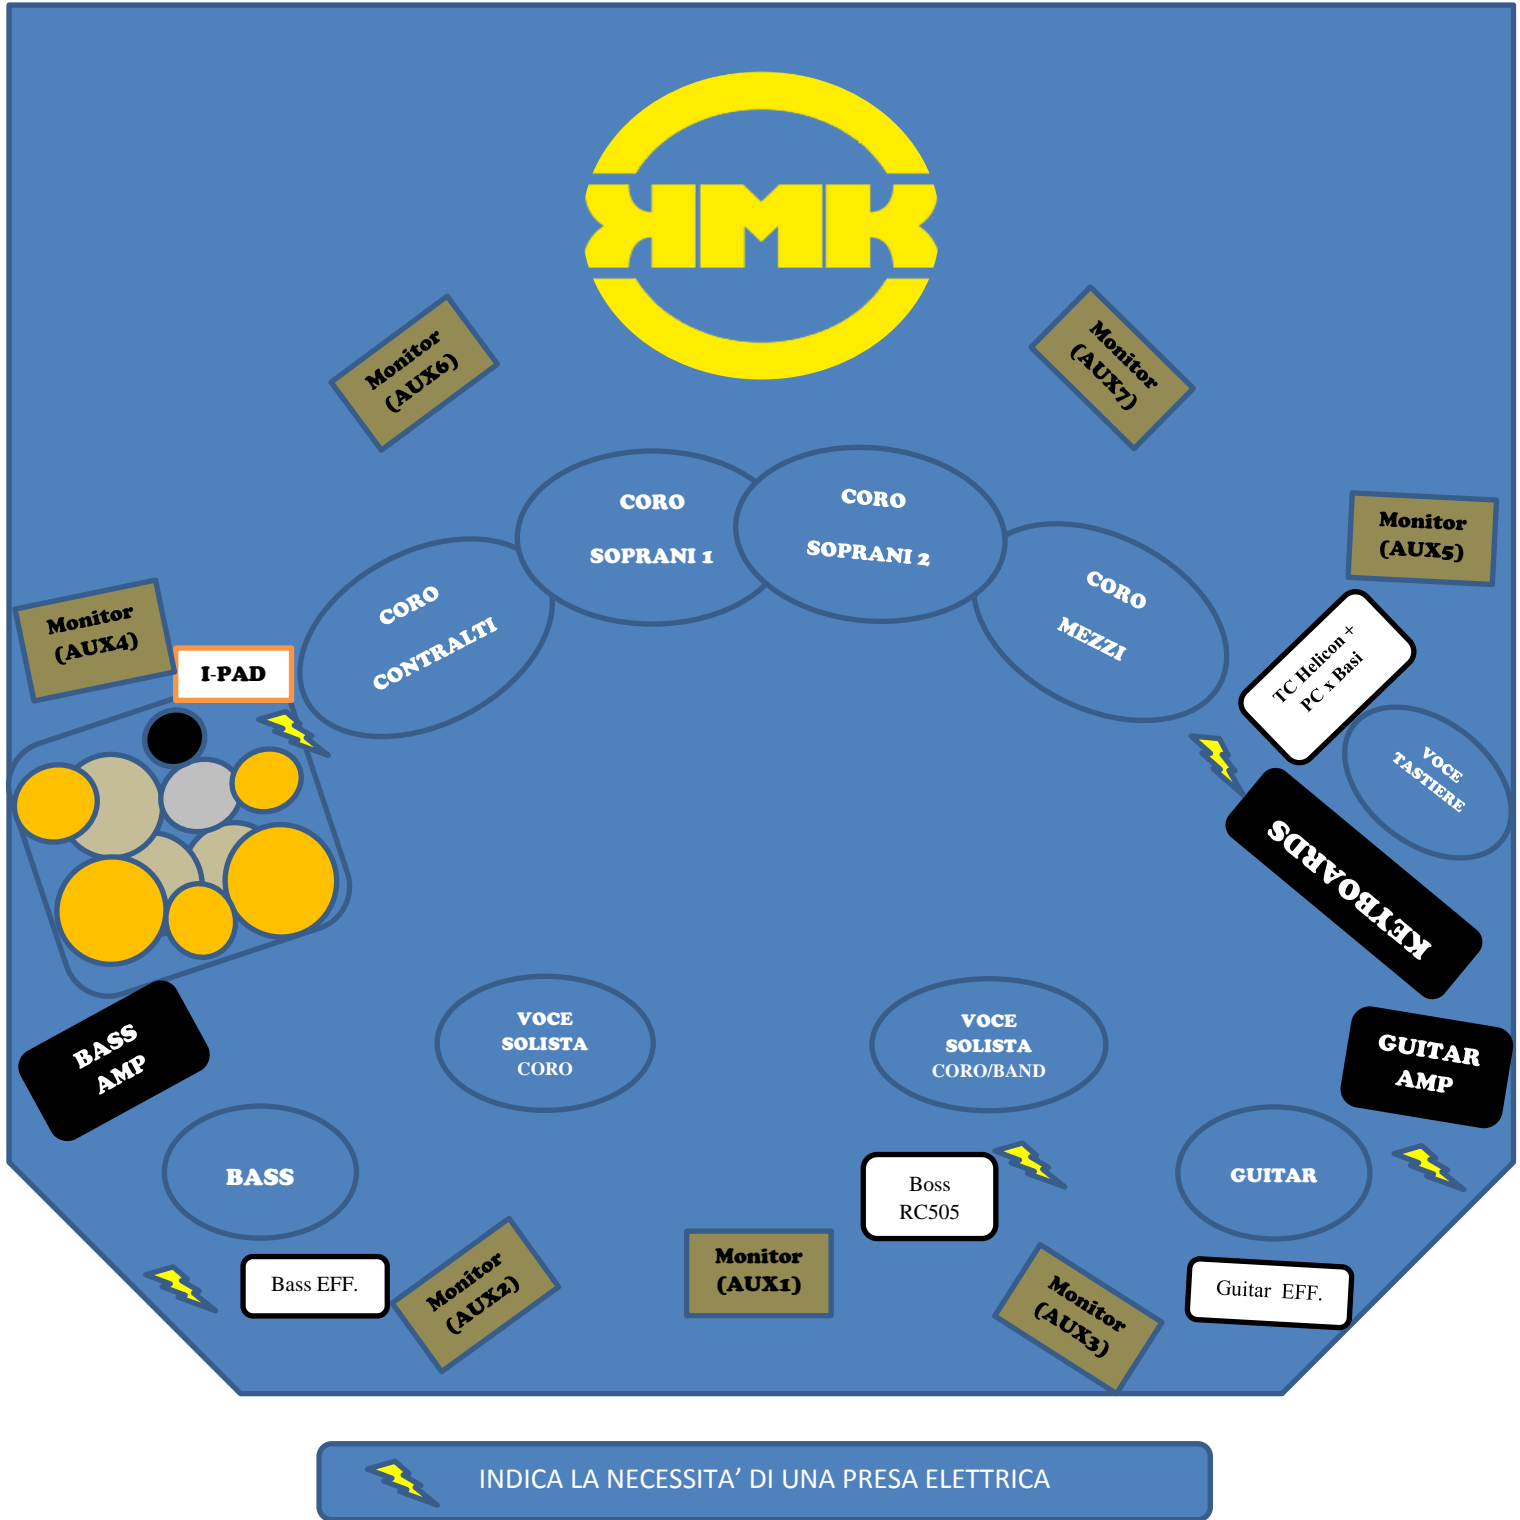 KMK
Monitor
(AUX6)
Monitor
(AUX7)
CORO
SOPRANI 1
CORO
SOPRANI 2
Monitor
(AUX5)
CORO
CONTRALTI
CORO
MEZZI
Monitor
(AUX4)
I-PAD
TC Helicon +
PC x Basi
VOCE
TASTIERE
KEYBOARDS
BASS
AMP
VOCE
SOLISTA
CORO
VOCE
SOLISTA
CORO/BAND
GUITAR
AMP
BASS
Boss
RC505
GUITAR
Bass EFF.
Monitor
(AUX2)
Monitor
(AUX1)
Monitor
(AUX3)
Guitar EFF.
INDICA LA NECESSITA’ DI UNA PRESA ELETTRICA